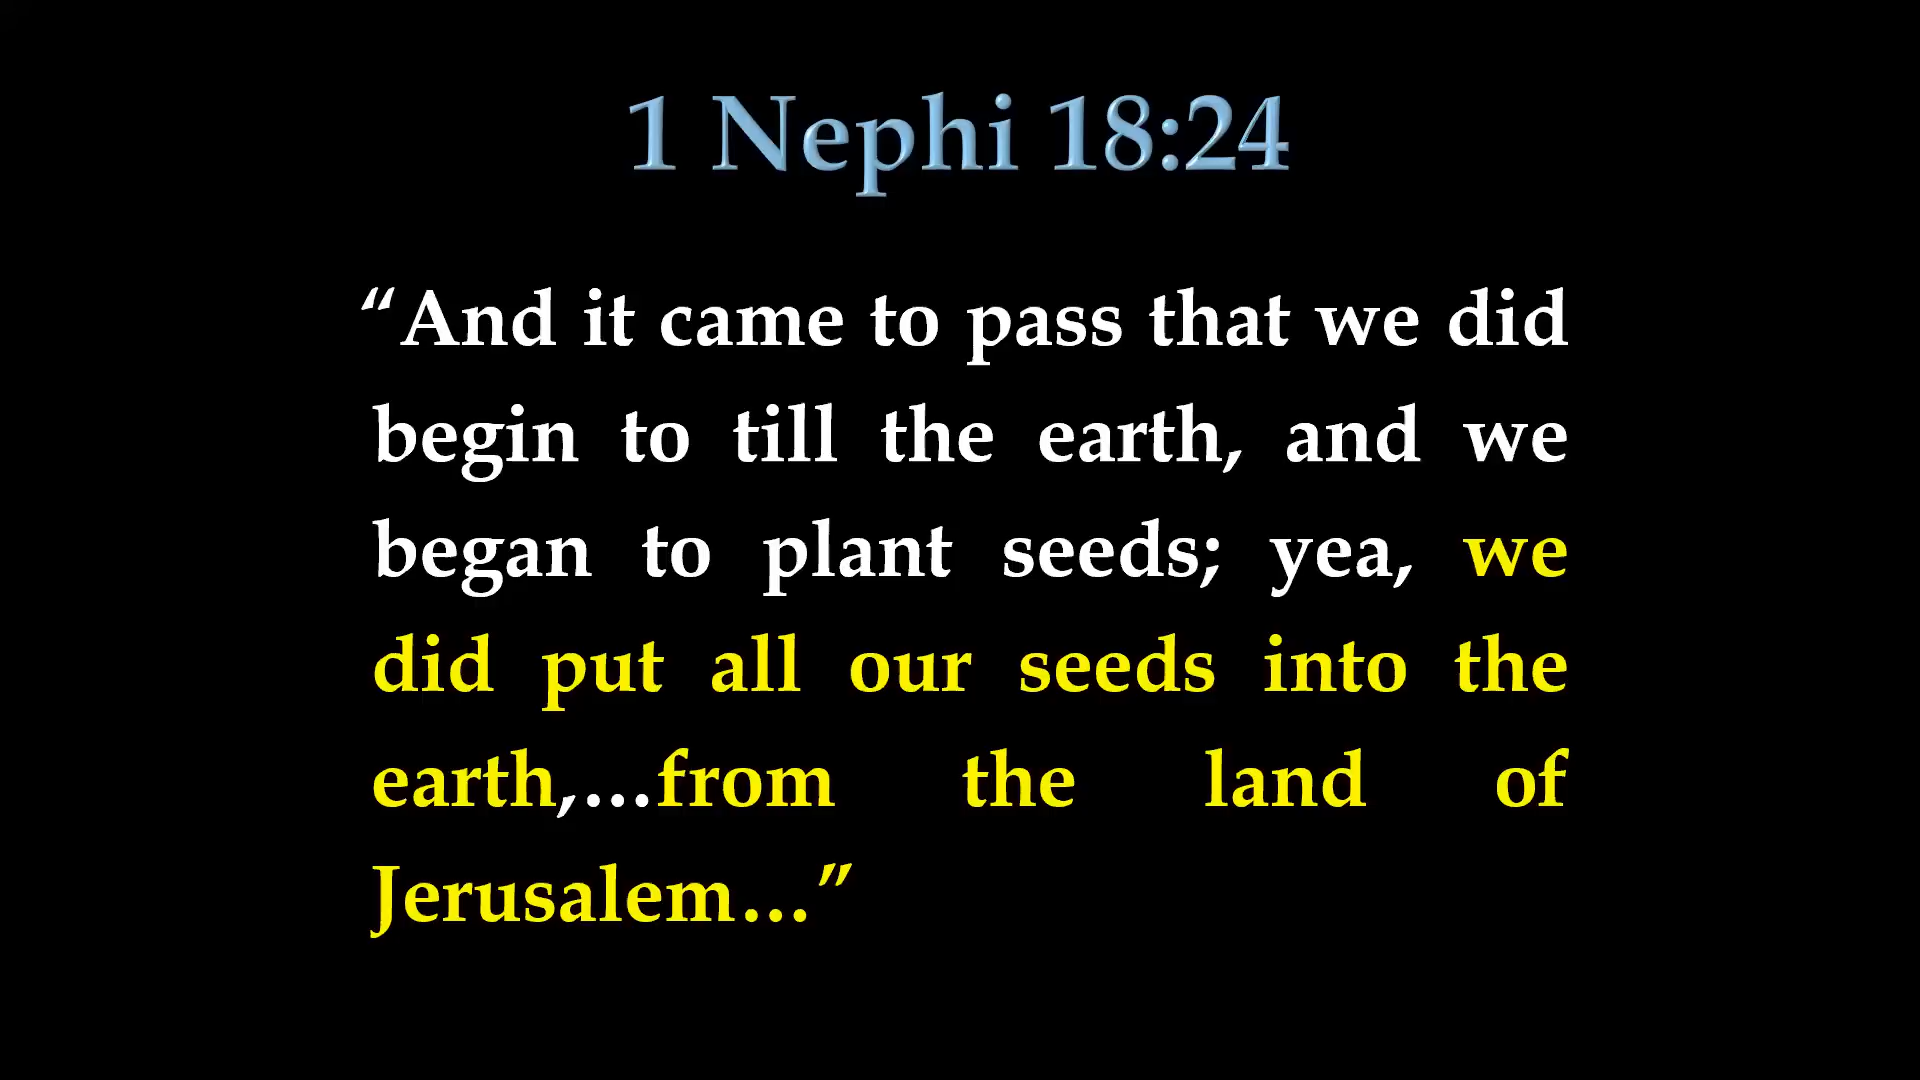 1 Nephi 18:24
“And it came to pass that we did
begin to till the earth, and we
began to plant seeds; yea, we
did put all our seeds into the
earth,…from the land of
Jerusalem…”